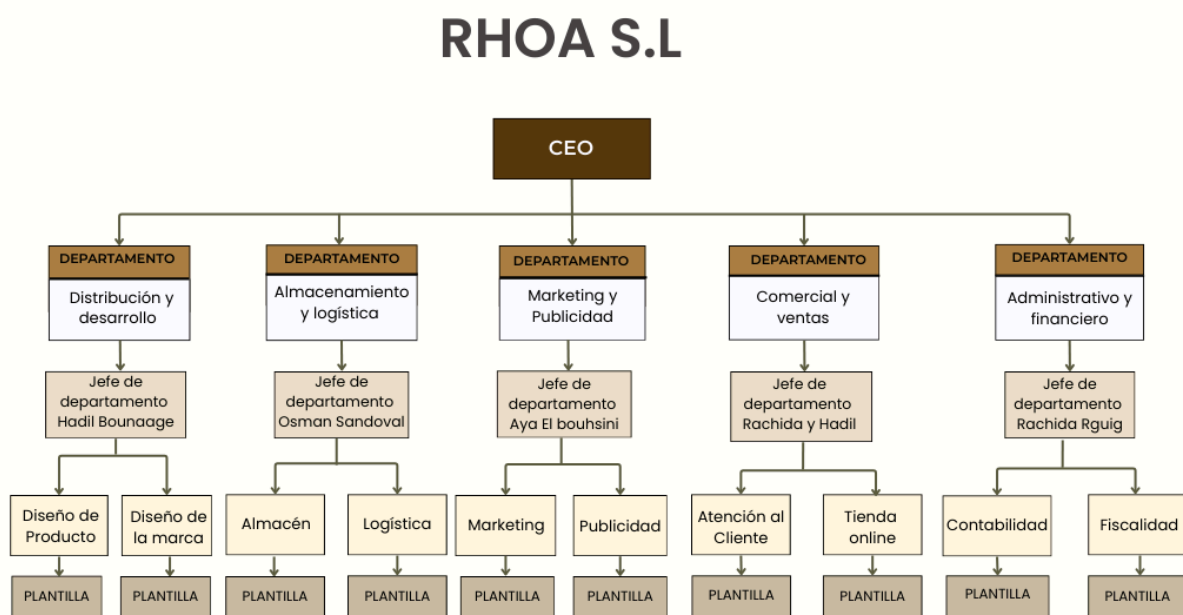 RHOA S.L
CEO
DEPARTAMENTO
Distribución y
desarrollo
Jefe de
departamento
Hadil Bounaage
Diseño de
Producto
PLANTILLA
Diseño de
la marca
PLANTILLA
DEPARTAMENTO
Almacenamiento
y logística
Jefe de
departamento
Osman Sandoval
Almacén
PLANTILLA
Logística
PLANTILLA
DEPARTAMENTO
Marketing y
Publicidad
Jefe de
departamento
Aya El bouhsini
Marketing
PLANTILLA
Publicidad
PLANTILLA
DEPARTAMENTO
Comercial y
ventas
Jefe de
departamento
Rachida y Hadil
Atención al
Cliente
PLANTILLA
Tienda
online
PLANTILLA
DEPARTAMENTO
Administrativo y
financiero
Jefe de
departamento
Rachida Rguig
Contabilidad
PLANTILLA
Fiscalidad
PLANTILLA